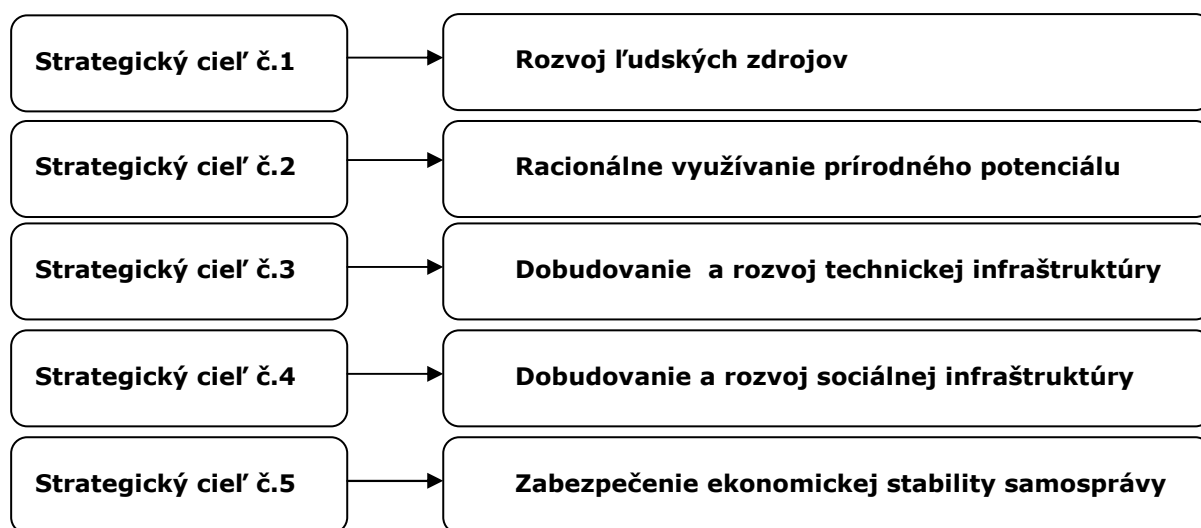 Strategický cieľ č.1
Rozvoj ľudských zdrojov
Strategický cieľ č.2
Racionálne využívanie prírodného potenciálu
Strategický cieľ č.3
Dobudovanie  a rozvoj technickej infraštruktúry
Strategický cieľ č.4
Dobudovanie a rozvoj sociálnej infraštruktúry
Strategický cieľ č.5
Zabezpečenie ekonomickej stability samosprávy